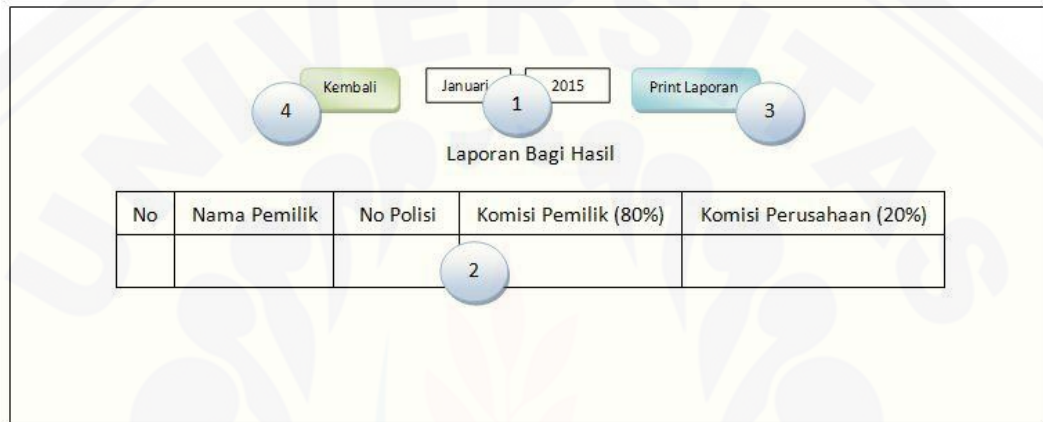 Kembali Januari 2015 Print Laporan
4 1 3
Laporan Bagi Hasil
No Nama Pemilik No Polisi Komisi Pemilik (80%) Komisi Perusahaan (20%)
2
UNIVERSITAS